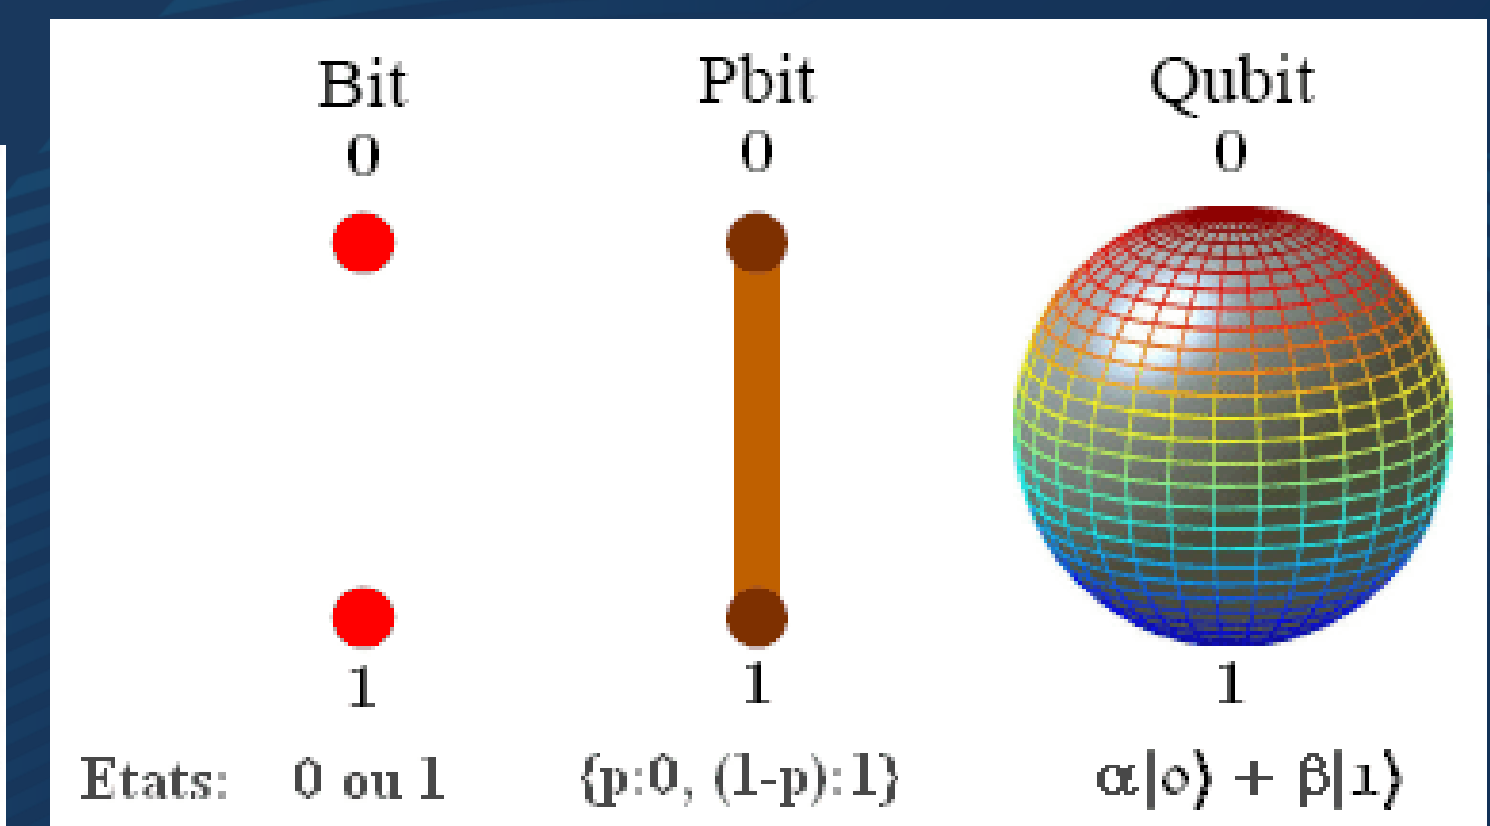 Bit Pbit Qubit
0 0 0
1 1 1
Etats: 0 ou 1 {p:0, (1-p):1} α|0⟩ + β|1⟩